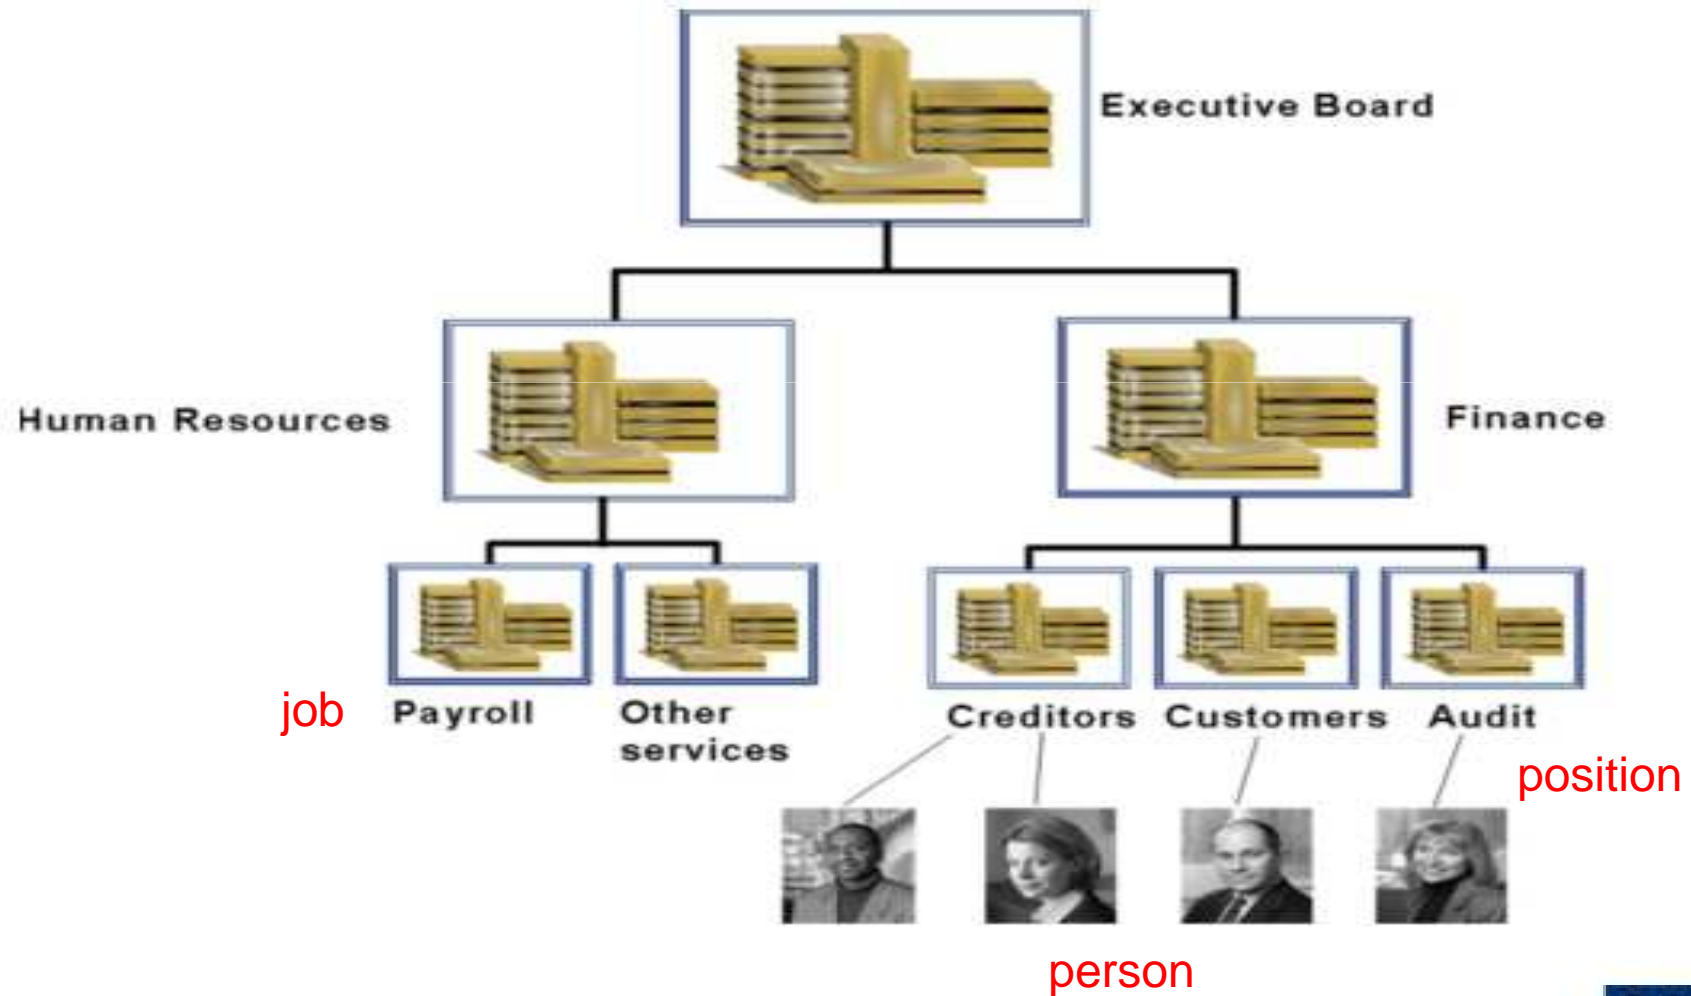 Executive Board
Human Resources
Finance
job
Payroll
Other
services
Creditors
Customers
Audit
position
person